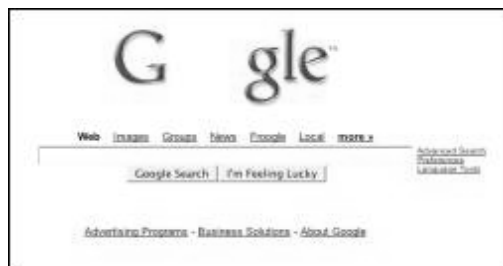 G gle™
Web Images Groups News Froogle Local more »
Advanced Search
Preferences
Language Tools
Google Search I'm Feeling Lucky
Advertising Programs - Business Solutions - About Google